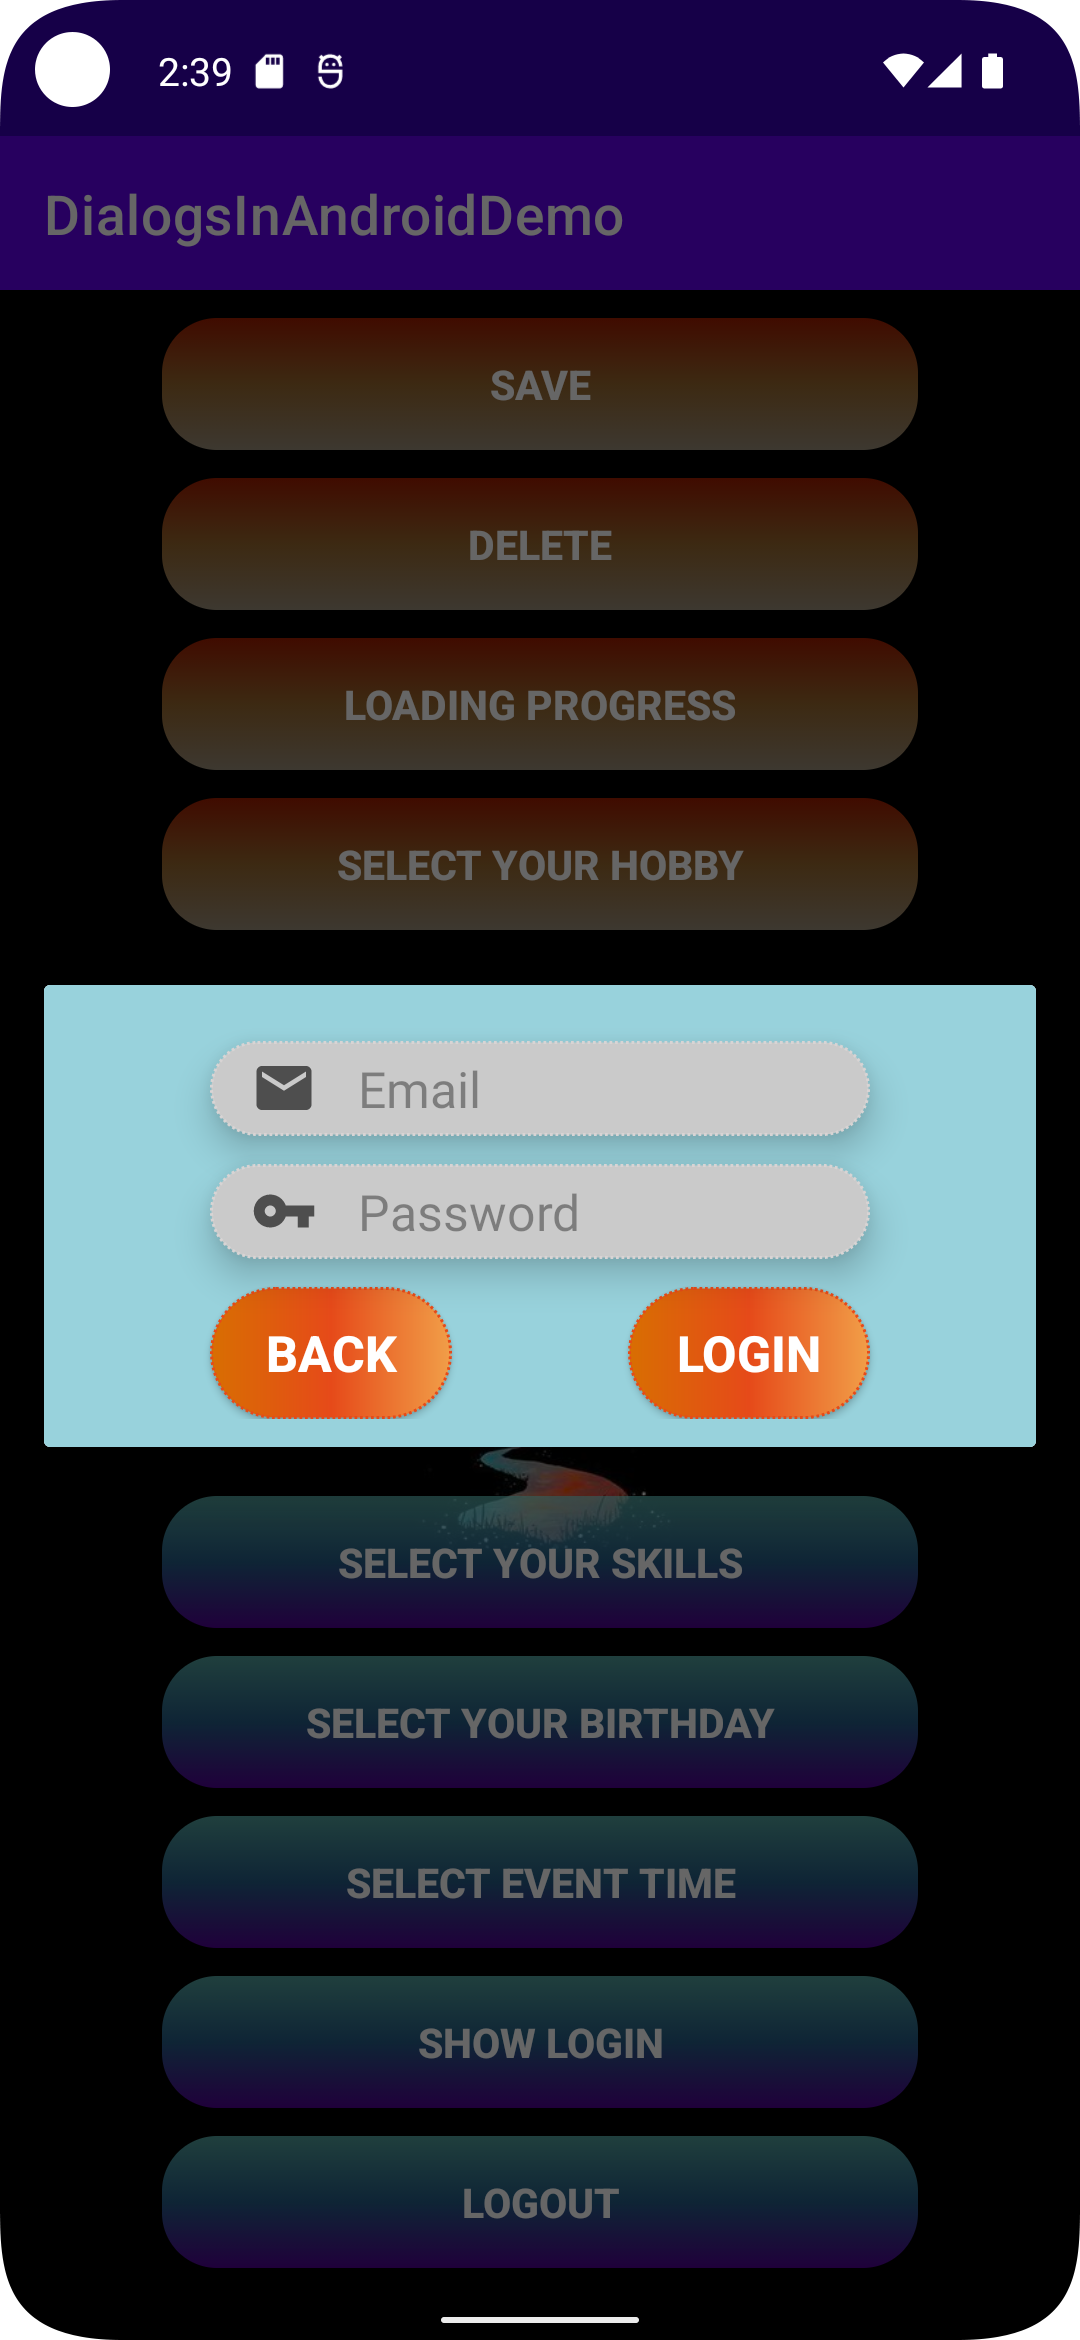 2:39
DialogsInAndroidDemo
SAVE
DELETE
LOADING PROGRESS
SELECT YOUR HOBBY
Email
Password
BACK LOGIN
SELECT YOUR SKILLS
SELECT YOUR BIRTHDAY
SELECT EVENT TIME
SHOW LOGIN
LOGOUT